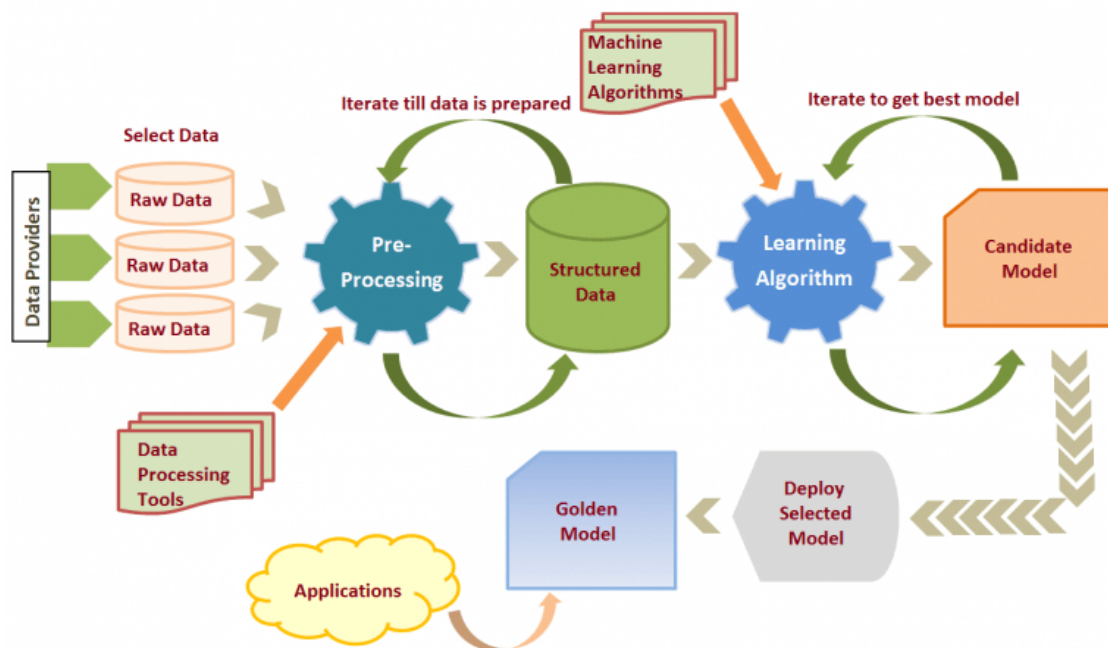 Machine
Learning
Algorithms
Iterate till data is prepared
Iterate to get best model
Select Data
Data Providers
Raw Data
Raw Data
Raw Data
Pre-
Processing
Structured
Data
Learning
Algorithm
Candidate
Model
Data
Processing
Tools
Golden
Model
Deploy
Selected
Model
Applications